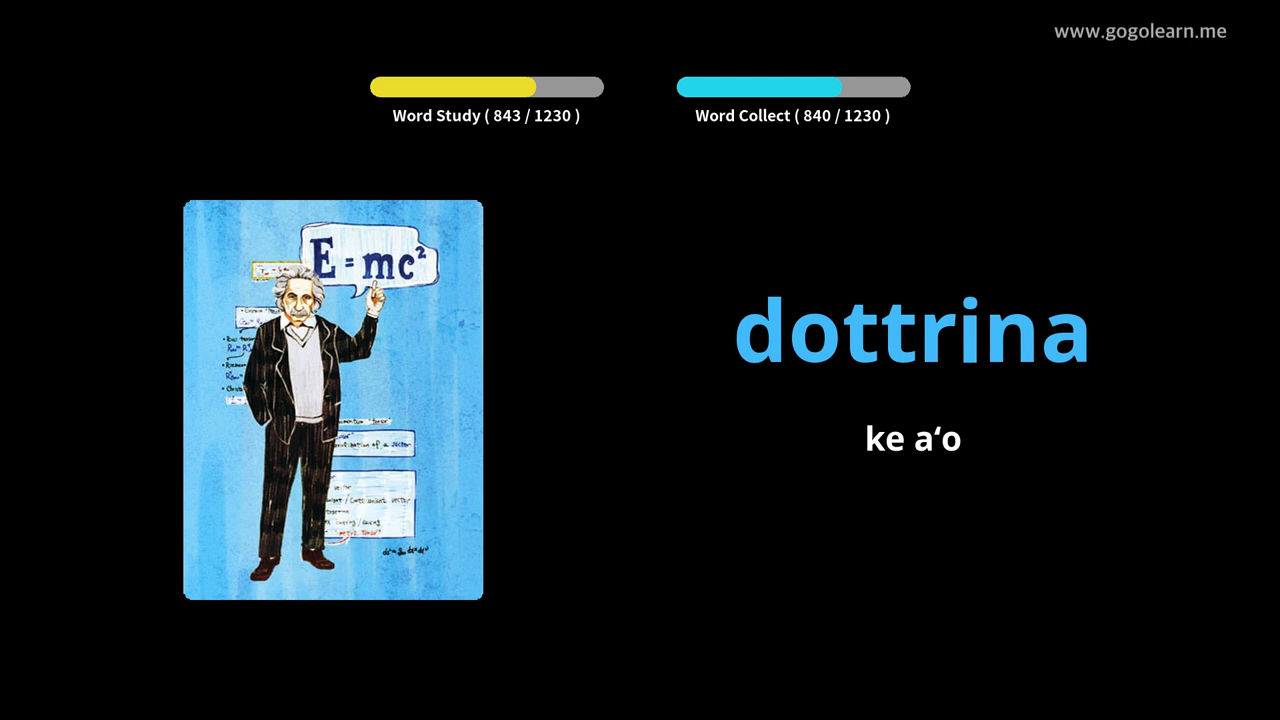 www.gogolearn.me
Word Study ( 843 / 1230 )
Word Collect ( 840 / 1230 )
E = mc²
dottrina
ke aʻo